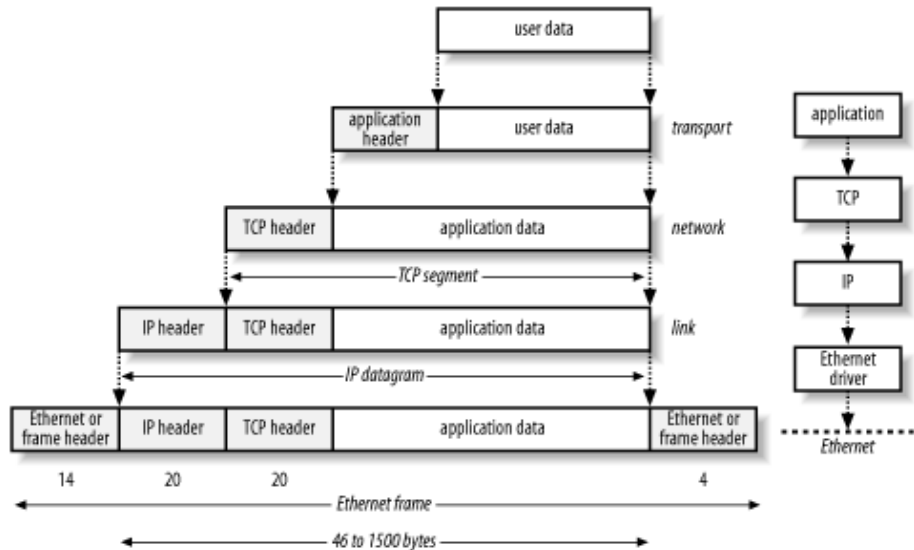 user data
application
header
user data
transport
application
TCP header
application data
network
TCP
TCP segment
IP header
TCP header
application data
link
IP
IP datagram
Ethernet
driver
Ethernet or
frame header
IP header
TCP header
application data
Ethernet or
frame header
Ethernet
14
20
20
4
Ethernet frame
46 to 1500 bytes